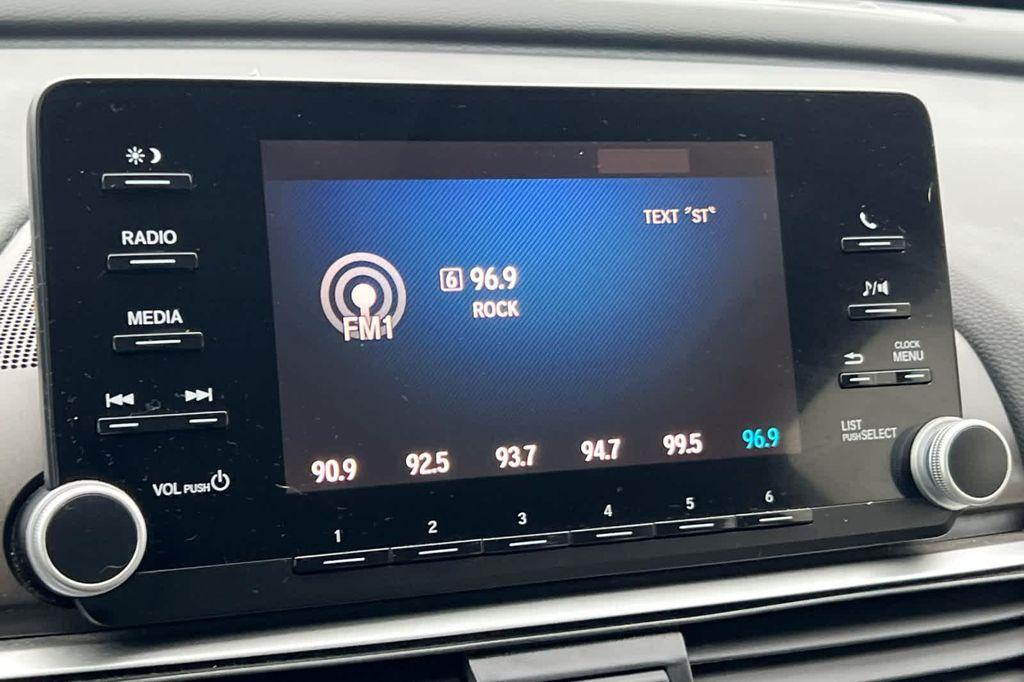 RADIO
MEDIA
VOL PUSH
TEXT "ST"
6 96.9
ROCK
FM1
90.9 92.5 93.7 94.7 99.5 96.9
1 2 3 4 5 6
CLOCK
MENU
LIST
PUSH SELECT